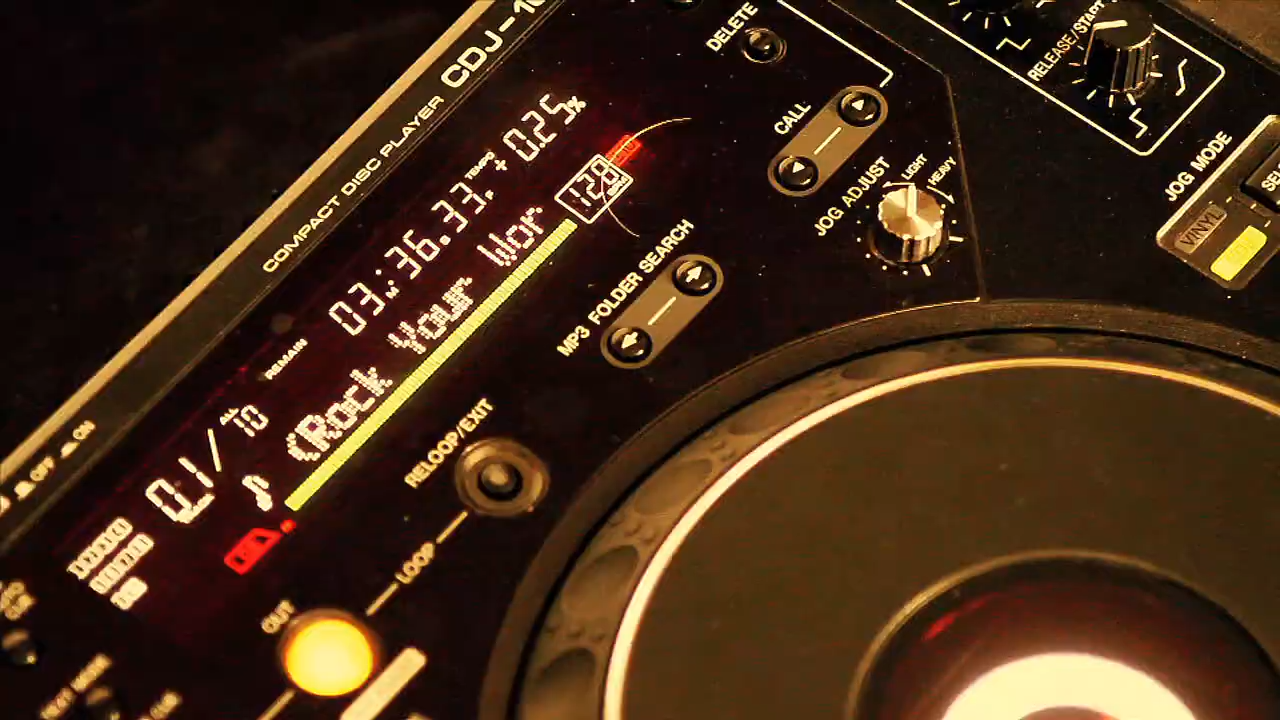 COMPACT DISC PLAYER CDJ-10
DELETE
CALL
RELEASE/START
JOG MODE
VINYL
JOG ADJUST
LIGHT
HEAVY
TEMPO
03:36.33 +0.25%
128
REMAIN
(Rock Your Wor
01/10
MP3 FOLDER SEARCH
RELOOP/EXIT
LOOP
OUT
OFF ON